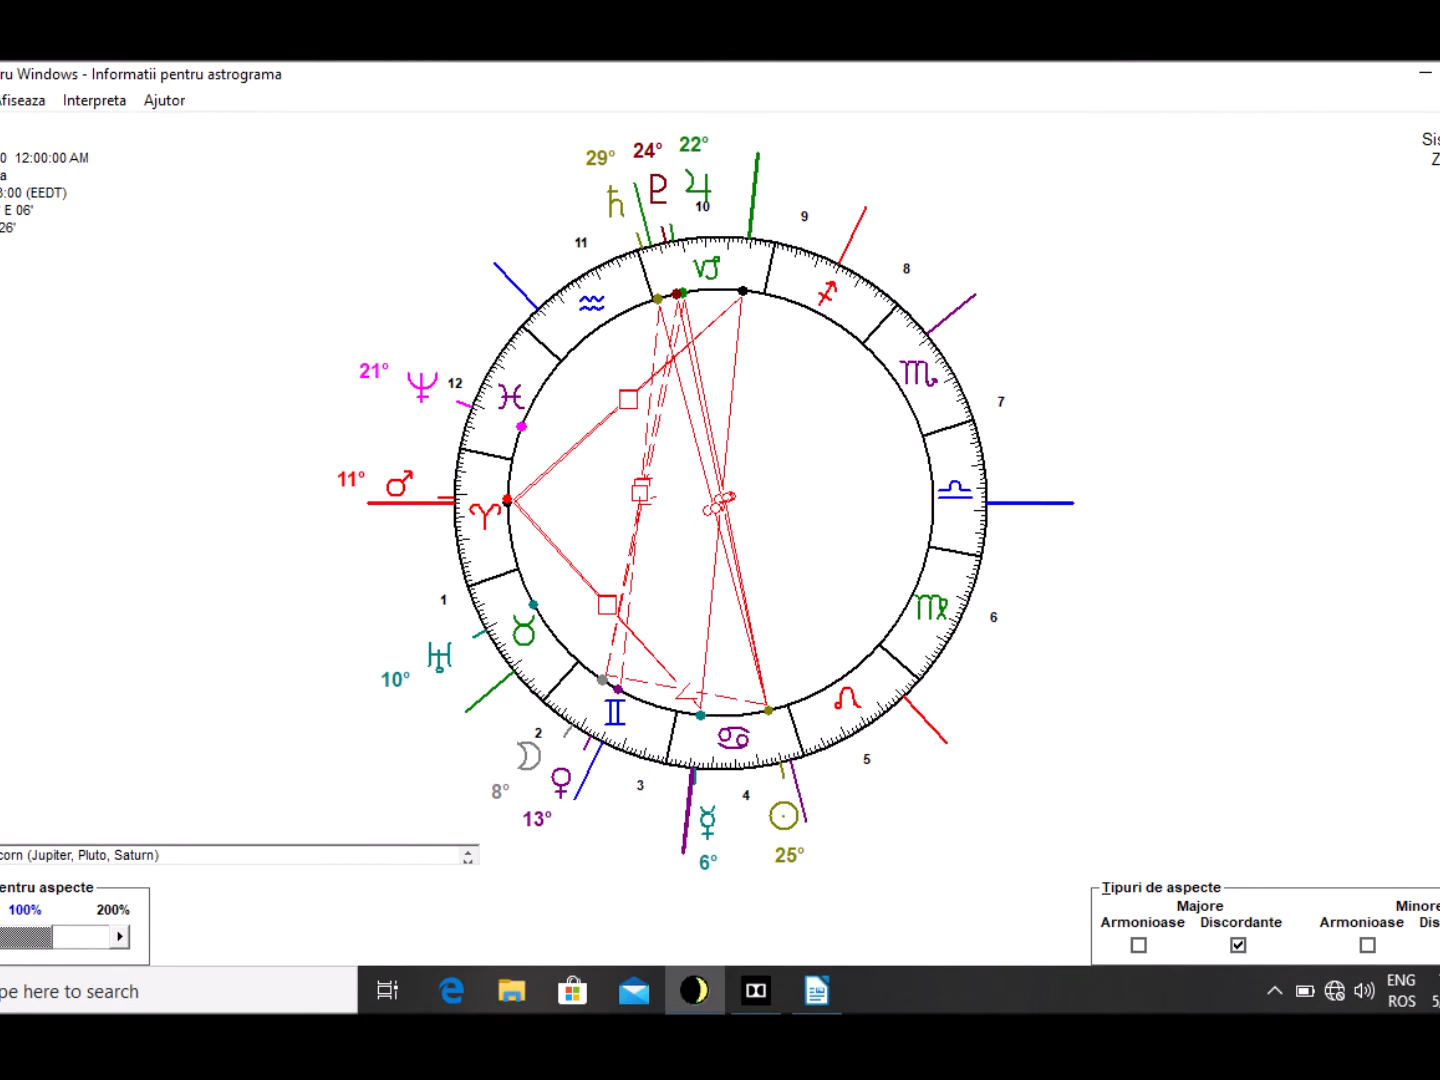 ru Windows - Informatii pentru astrograma
Afiseaza Interpreta Ajutor
0 12:00:00 AM
a
3:00 (EEDT)
' E 06'
26'
Sis
Z
29° 24° 22°
10
9
11
8
21°
12
7
11°
1
6
10°
2
5
3
4
8°
13°
6°
25°
corn (Jupiter, Pluto, Saturn)
entru aspecte
100% 200%
Tipuri de aspecte
Majore Minore
Armonioase Discordante Armonioase Dis
pe here to search
ENG
ROS
5/